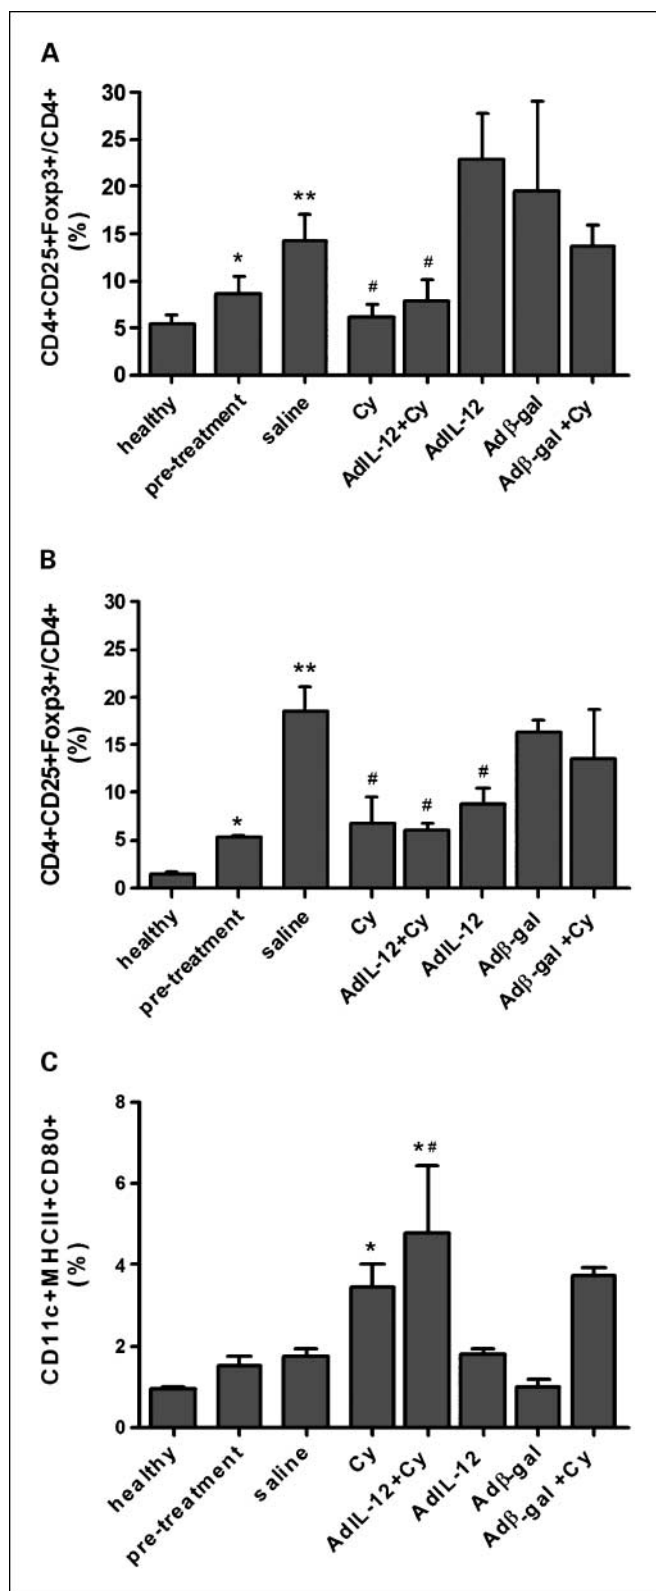 A
CD4+CD25+Foxp3+/CD4+
(%)
30
25
20
15
10
5
0
*
**
#
#
healthy
pre-treatment
saline
Cy
AdIL-12+Cy
AdIL-12
Adβ-gal
Adβ-gal +Cy
B
CD4+CD25+Foxp3+/CD4+
(%)
30
25
20
15
10
5
0
*
**
#
#
#
healthy
pre-treatment
saline
Cy
AdIL-12+Cy
AdIL-12
Adβ-gal
Adβ-gal +Cy
C
CD11c+MHCII+CD80+
(%)
8
6
4
2
0
*
*#
healthy
pre-treatment
saline
Cy
AdIL-12+Cy
AdIL-12
Adβ-gal
Adβ-gal +Cy